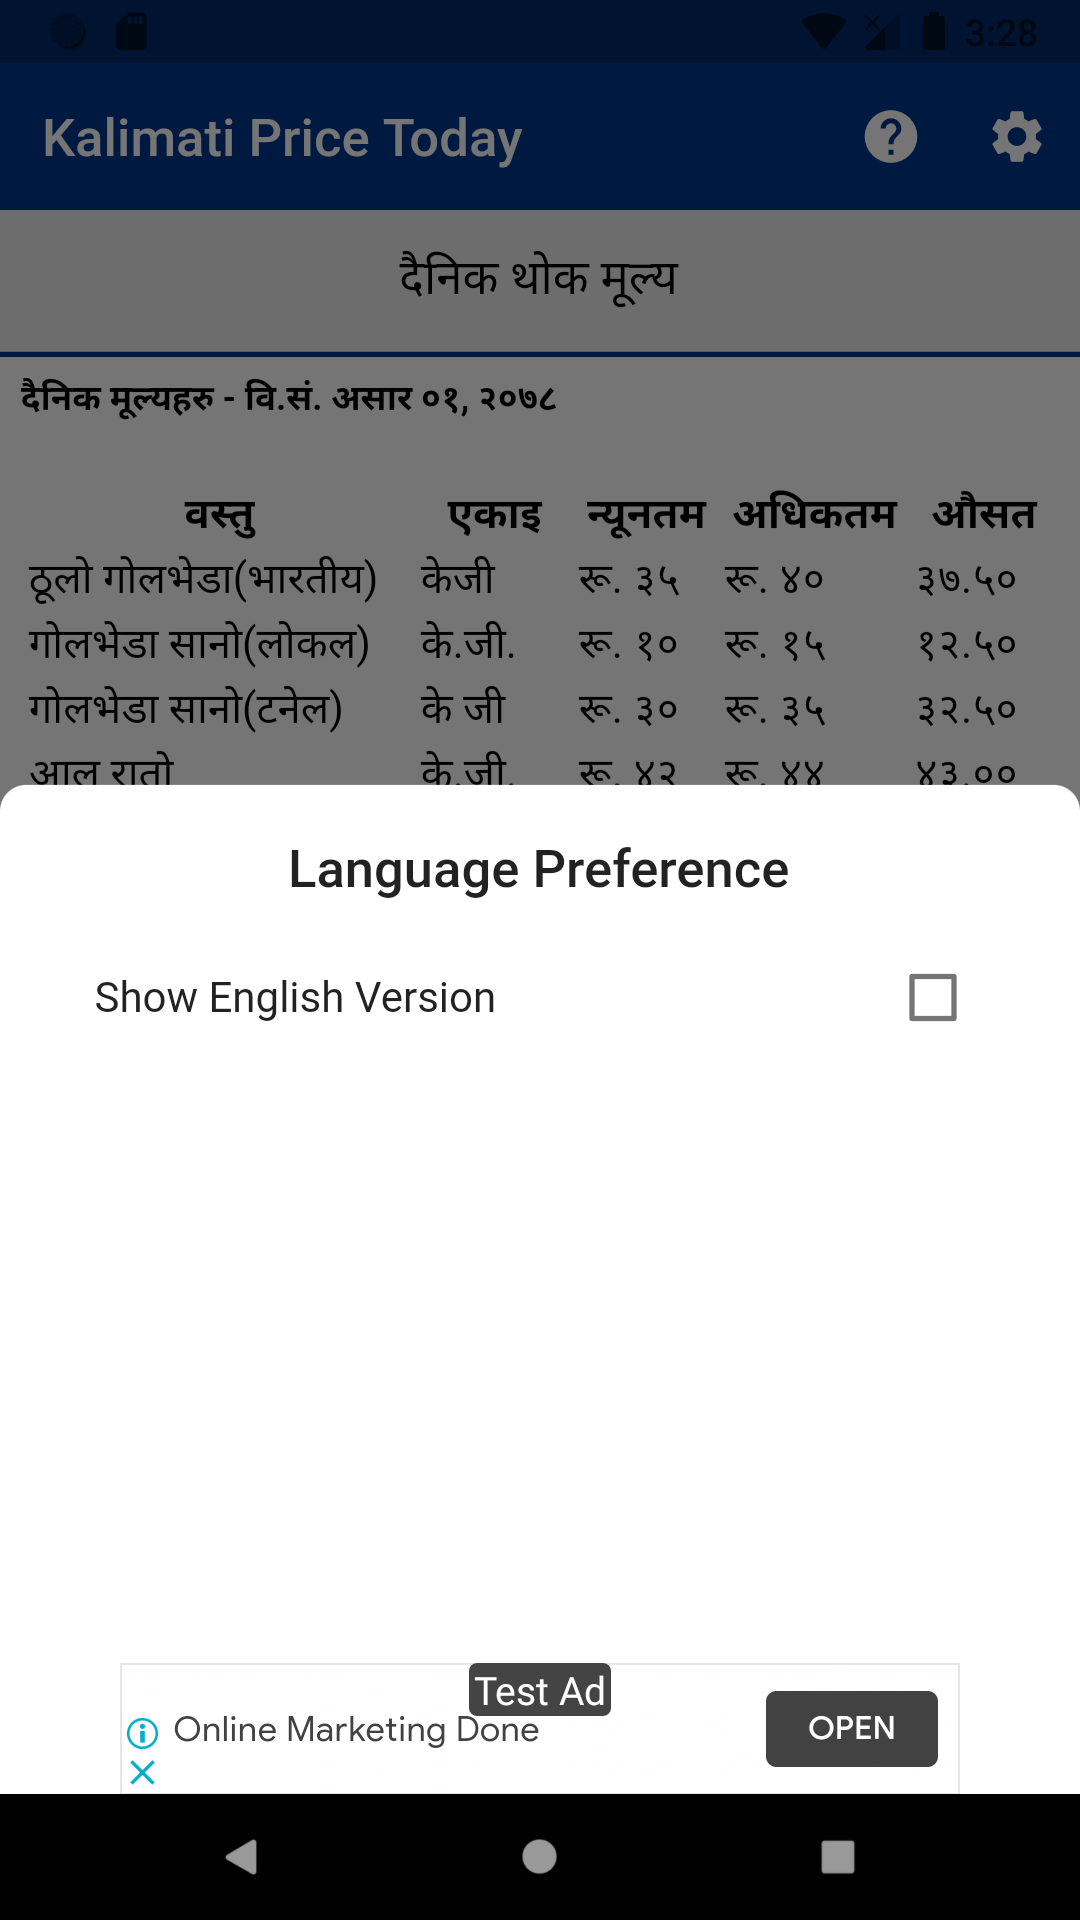 3:28
Kalimati Price Today
दैनिक थोक मूल्य
दैनिक मूल्यहरु - वि.सं. असार ०१, २०७८
वस्तु एकाइ न्यूनतम अधिकतम औसत
ठूलो गोलभेडा(भारतीय) केजी रू. ३५ रू. ४० ३७.५०
गोलभेडा सानो(लोकल) के.जी. रू. १० रू. १५ १२.५०
गोलभेडा सानो(टनेल) के जी रू. ३० रू. ३५ ३२.५०
आलु रातो के.जी. रू. ४२ रू. ४४ ४३.००
Language Preference
Show English Version
Test Ad
Online Marketing Done
OPEN